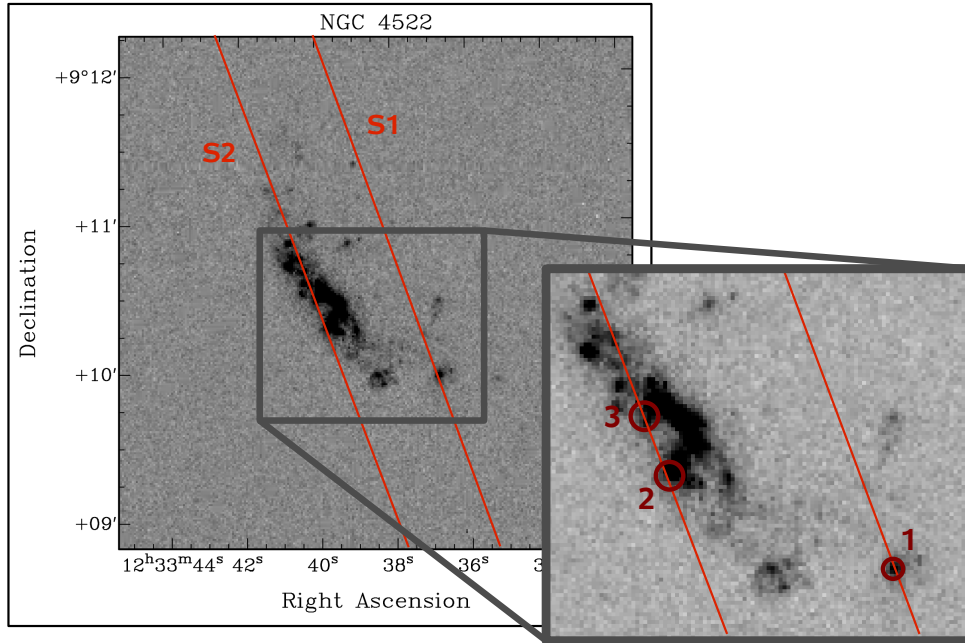 NGC 4522
+9°12′
S1
S2
+11′
Declination
+10′
3
2
1
+09′
12ʰ33ᵐ44ˢ 42ˢ 40ˢ 38ˢ 36ˢ 3
Right Ascension